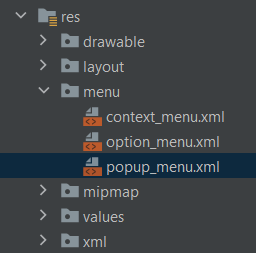 res
drawable
layout
menu
context_menu.xml
option_menu.xml
popup_menu.xml
mipmap
values
xml